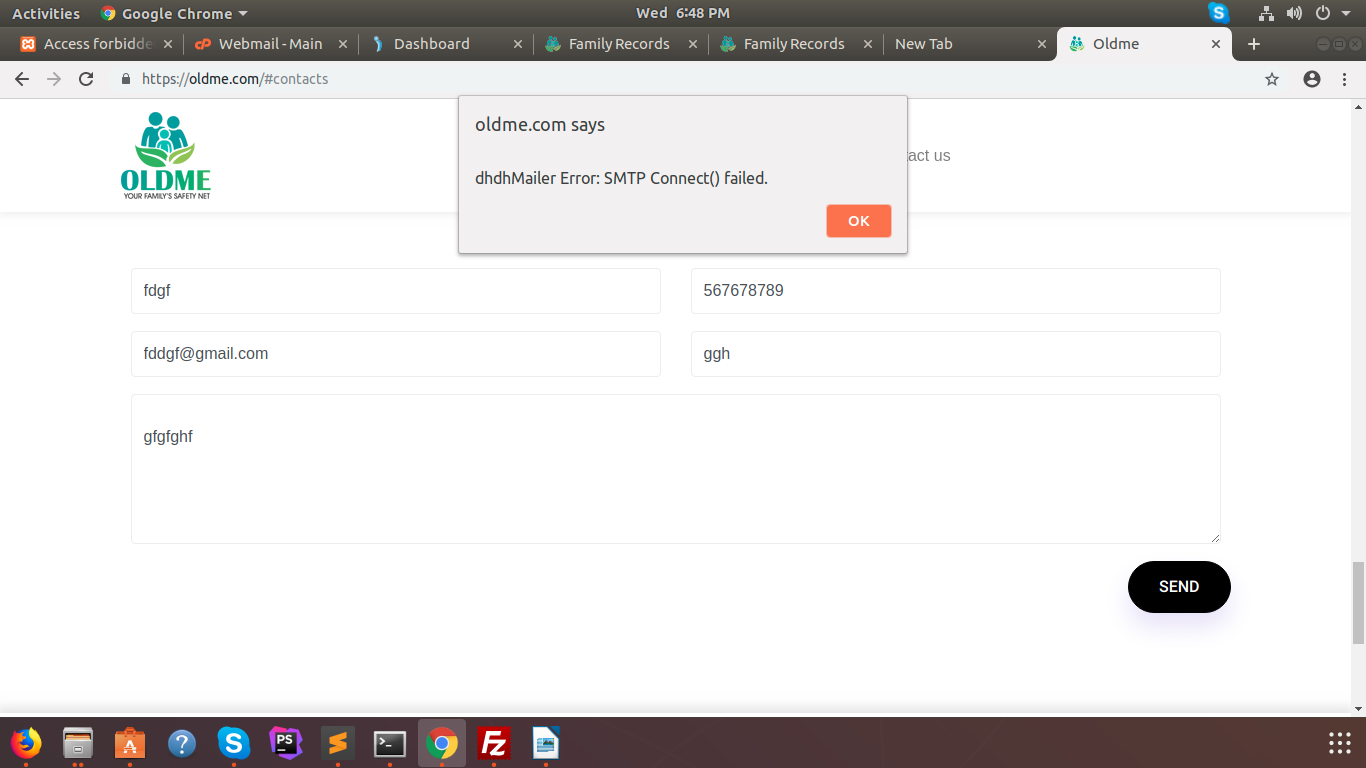 Activities
Google Chrome
Wed 6:48 PM
Access forbidde
Webmail - Main
Dashboard
Family Records
Family Records
New Tab
Oldme
https://oldme.com/#contacts
OLDME
YOUR FAMILY'S SAFETY NET
tact us
oldme.com says
dhdhMailer Error: SMTP Connect() failed.
OK
fdgf
567678789
fddgf@gmail.com
ggh
gfgfghf
SEND